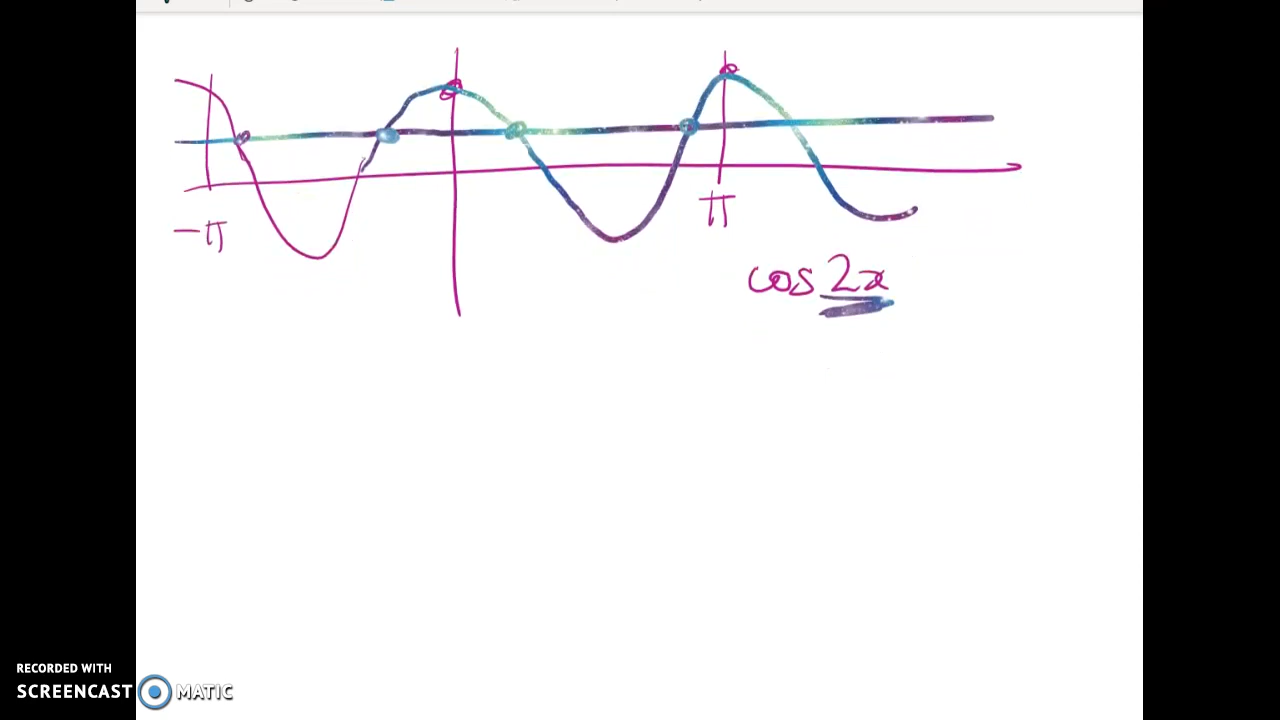 −π
π
cos 2x
RECORDED WITH
SCREENCAST MATIC